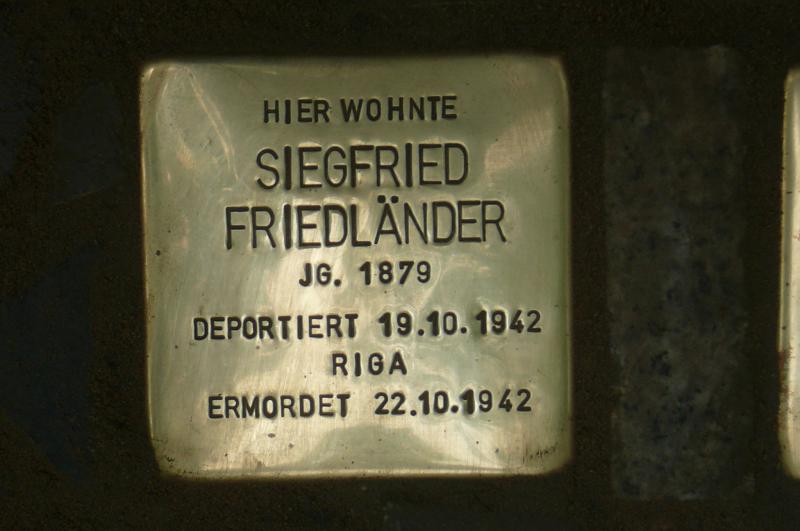 HIER WOHNTE
SIEGFRIED
FRIEDLÄNDER
JG. 1879
DEPORTIERT 19.10.1942
RIGA
ERMORDET 22.10.1942